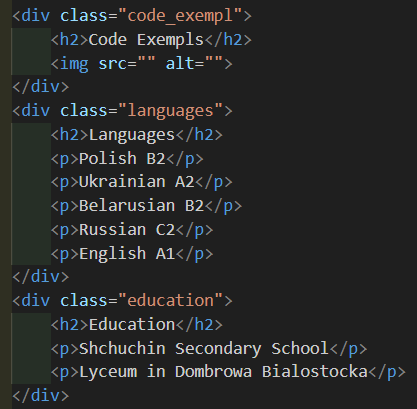 <div class="code_exempl">
<h2>Code Exempls</h2>
<img src="" alt="">
</div>
<div class="languages">
<h2>Languages</h2>
<p>Polish B2</p>
<p>Ukrainian A2</p>
<p>Belarusian B2</p>
<p>Russian C2</p>
<p>English A1</p>
</div>
<div class="education">
<h2>Education</h2>
<p>Shchuchin Secondary School</p>
<p>Lyceum in Dombrowa Bialostocka</p>
</div>